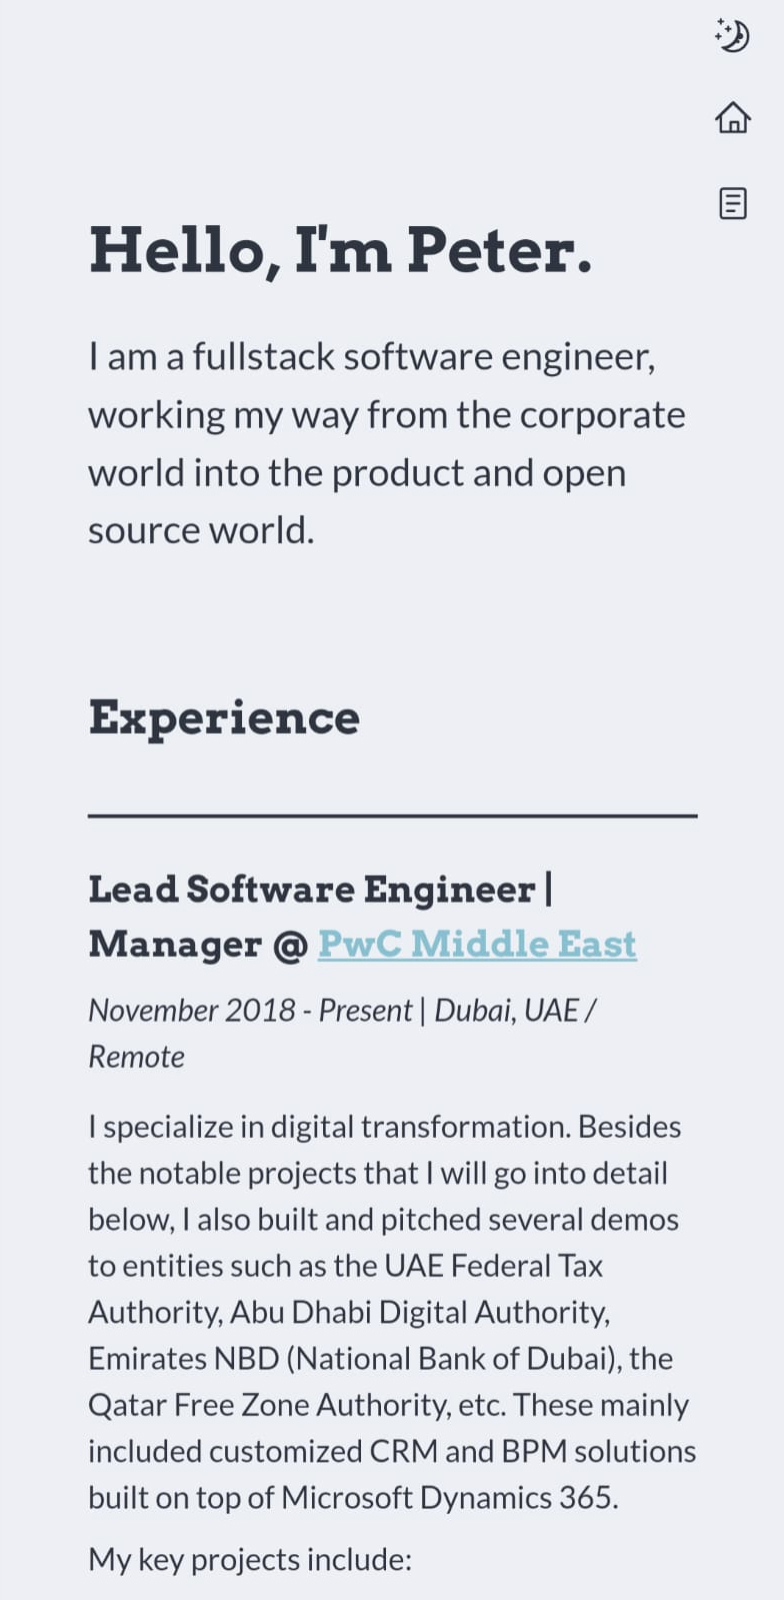 Hello, I'm Peter.
I am a fullstack software engineer,
working my way from the corporate
world into the product and open
source world.
Experience
Lead Software Engineer |
Manager @ PwC Middle East
November 2018 - Present | Dubai, UAE /
Remote
I specialize in digital transformation. Besides
the notable projects that I will go into detail
below, I also built and pitched several demos
to entities such as the UAE Federal Tax
Authority, Abu Dhabi Digital Authority,
Emirates NBD (National Bank of Dubai), the
Qatar Free Zone Authority, etc. These mainly
included customized CRM and BPM solutions
built on top of Microsoft Dynamics 365.
My key projects include: